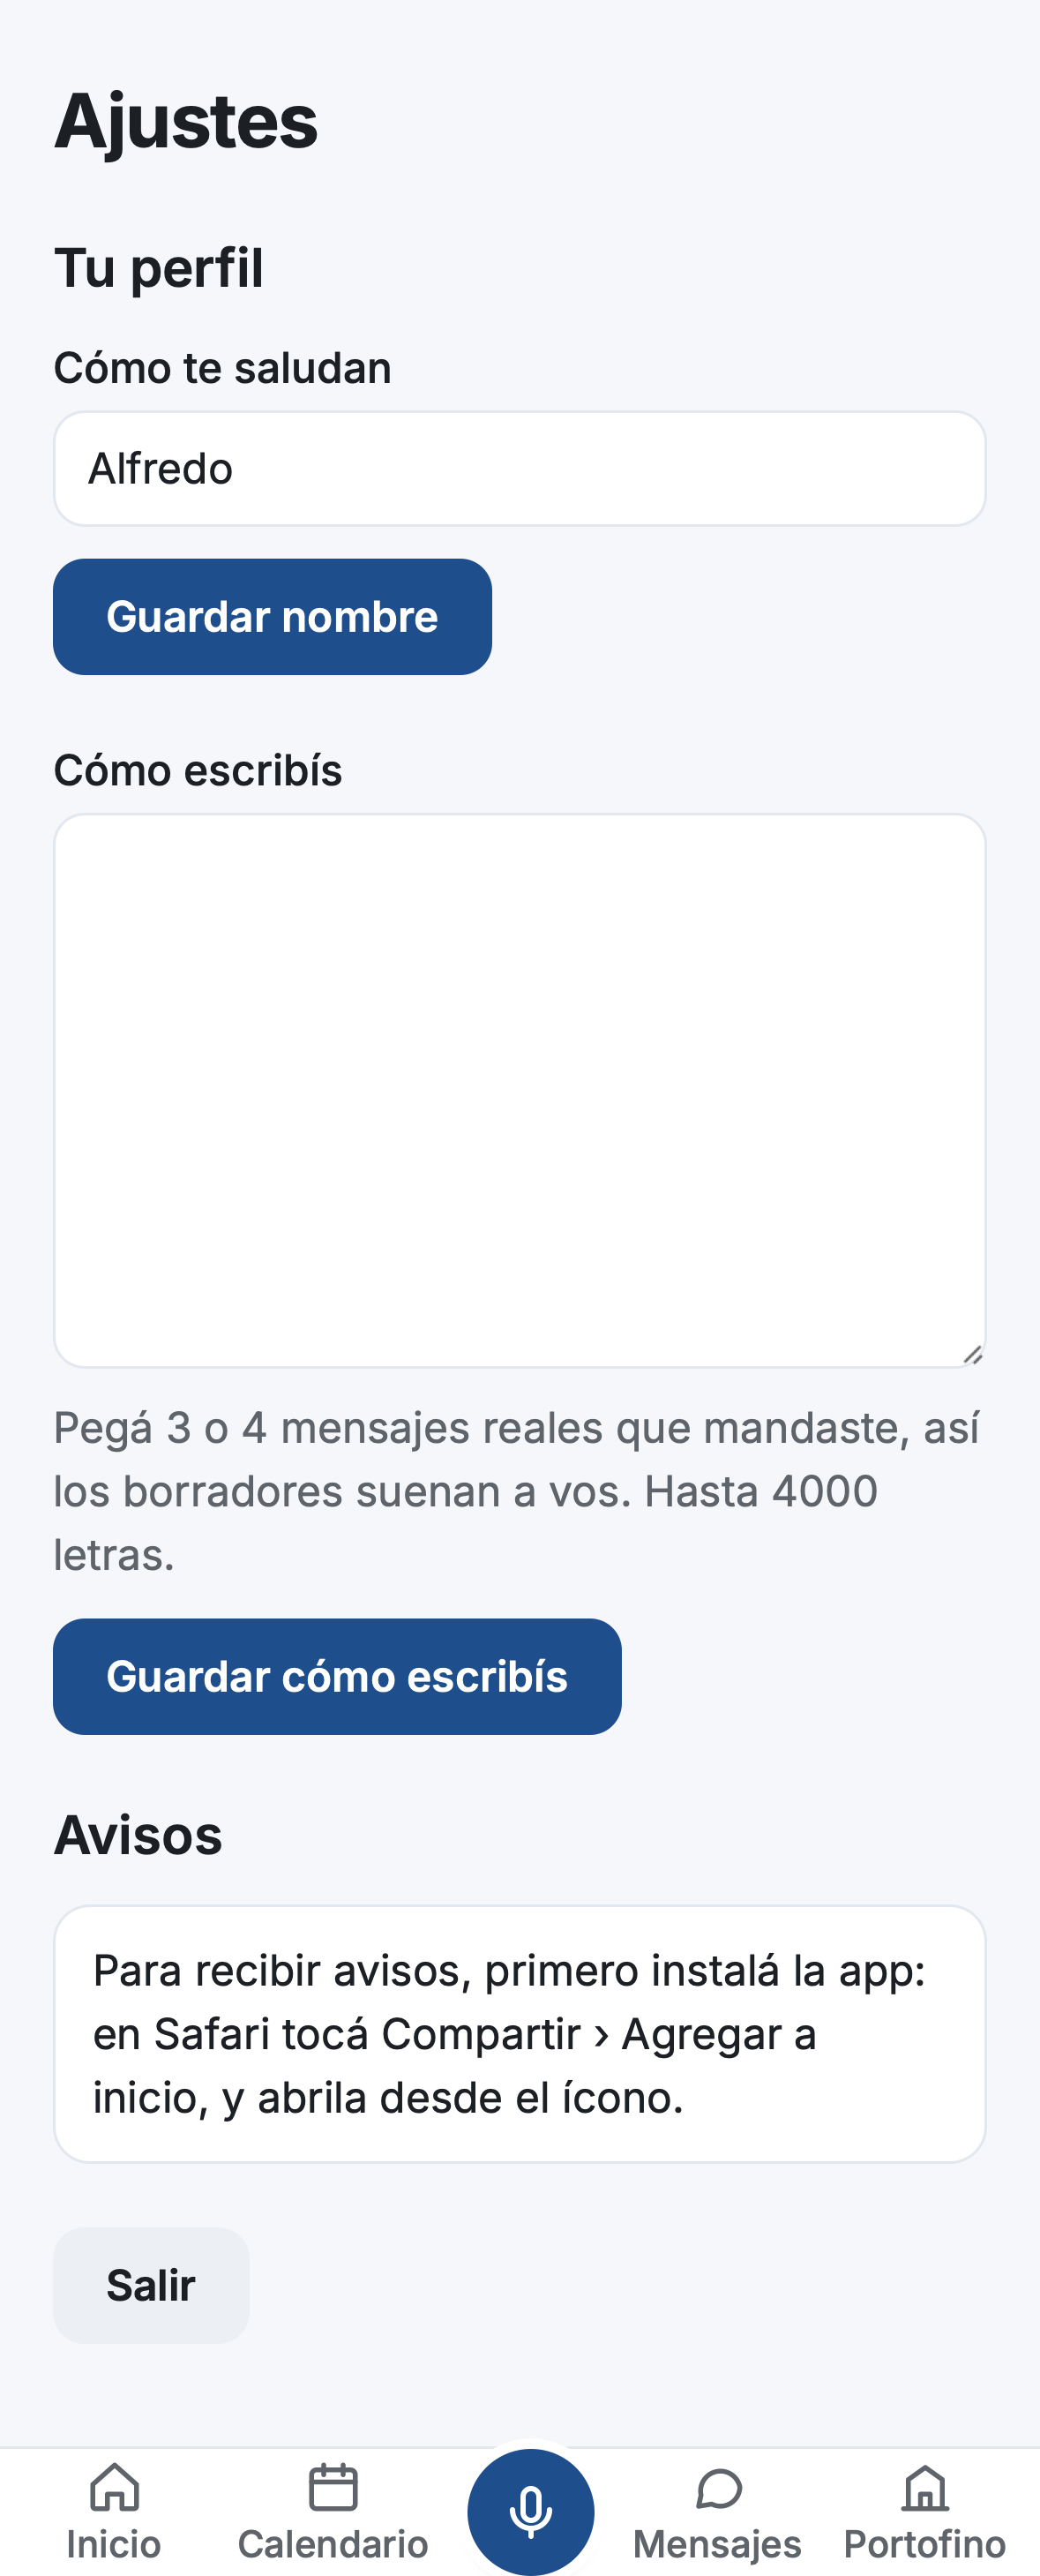 Ajustes
Tu perfil
Cómo te saludan
Alfredo
Guardar nombre
Cómo escribís
Pegá 3 o 4 mensajes reales que mandaste, así
los borradores suenan a vos. Hasta 4000
letras.
Guardar cómo escribís
Avisos
Para recibir avisos, primero instalá la app:
en Safari tocá Compartir › Agregar a
inicio, y abrila desde el ícono.
Salir
Inicio
Calendario
Mensajes
Portofino